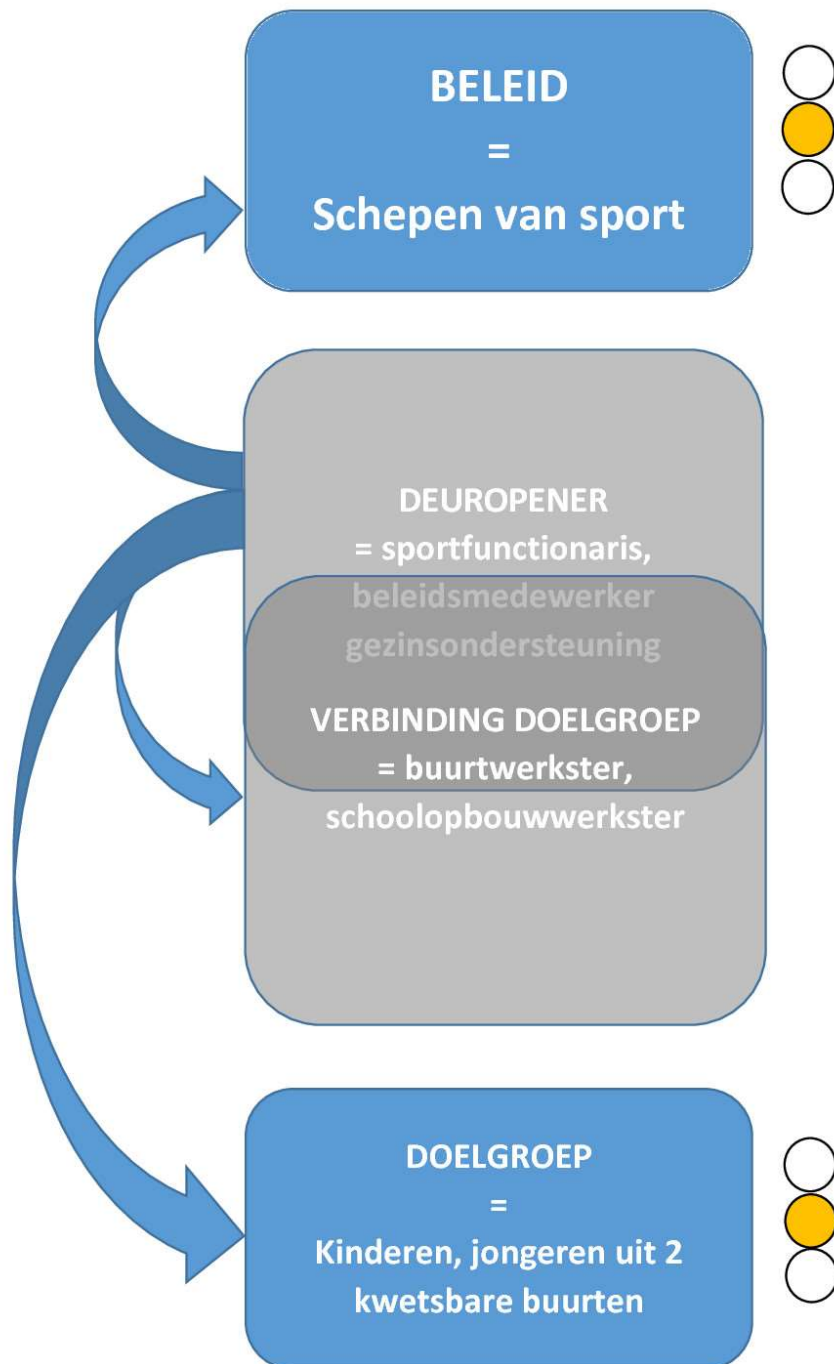 BELEID
=
Schepen van sport
DEUROPENER
= sportfunctionaris,
beleidsmedewerker
gezinsondersteuning
VERBINDING DOELGROEP
= buurtwerkster,
schoolopbouwwerkster
DOELGROEP
=
Kinderen, jongeren uit 2
kwetsbare buurten